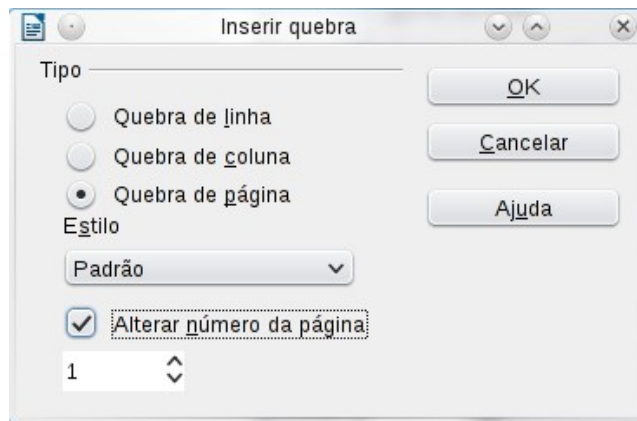 Inserir quebra
Tipo
Quebra de linha
Quebra de coluna
Quebra de página
Estilo
Padrão
Alterar número da página
1
OK
Cancelar
Ajuda